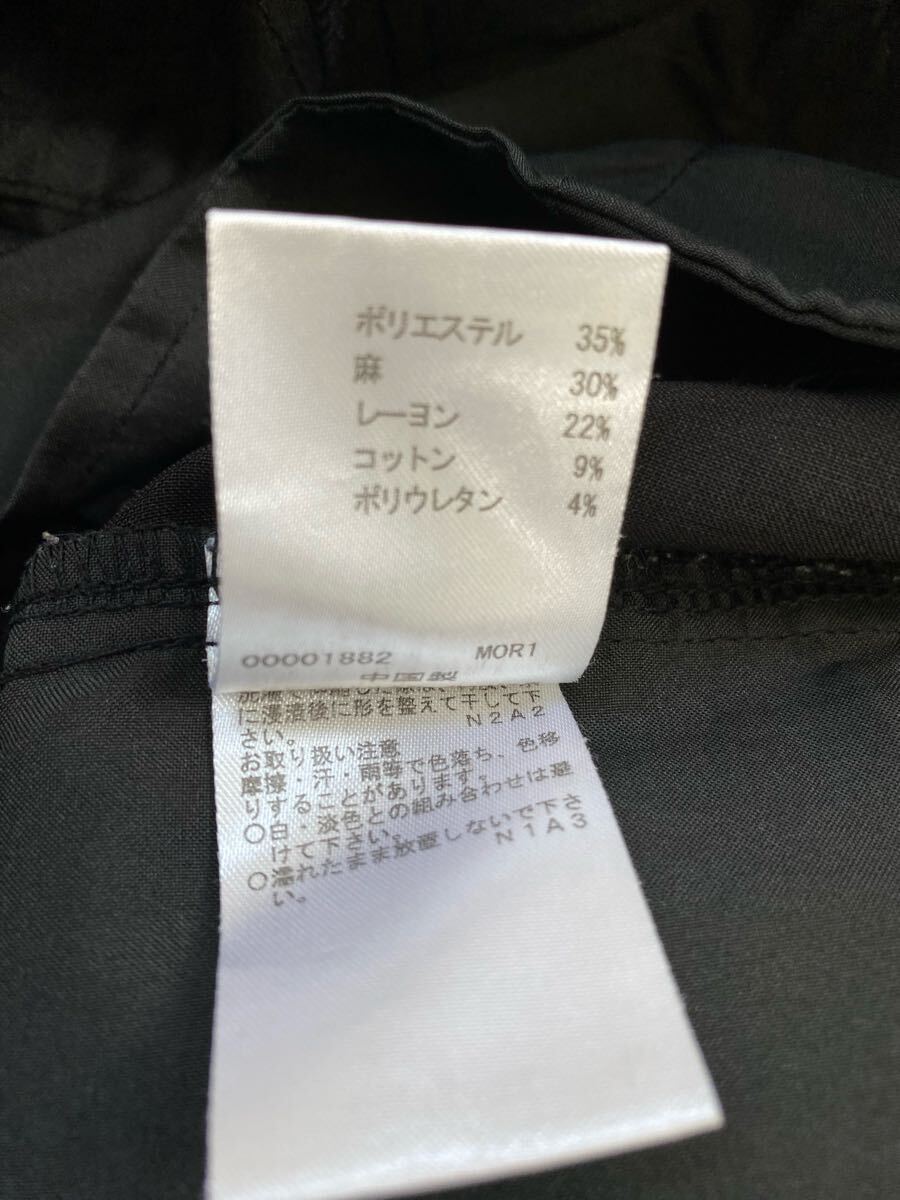 ポリエステル 35%
麻 30%
レーヨン 22%
コットン 9%
ポリウレタン 4%
00001882 MOR1
中国製
に浸漬後に形を整えて干して下
さい。 N2A2
お取り扱い注意
摩擦・汗・雨等で色落ち、色移
りすることがあります。
○白・淡色との組み合わせは避
けて下さい。
○濡れたまま放置しないで下さ
い。 N1A3